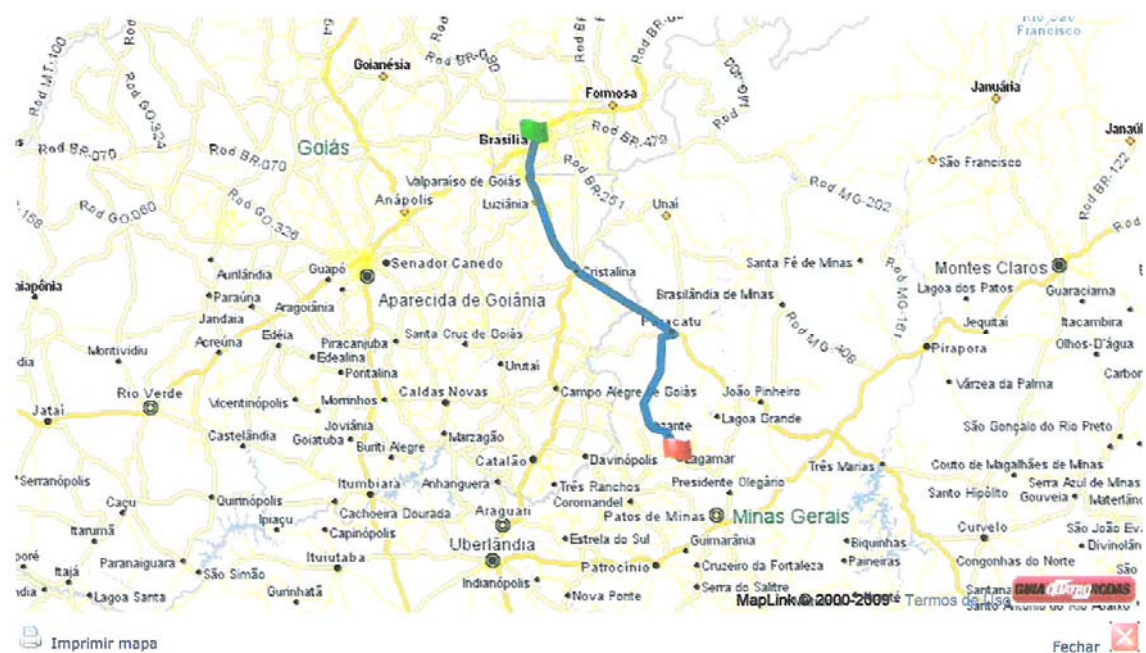 Rio São
Francisco
Rod MT-100
Rod
64
Rod BR-080
Goianésia
Rod GO-324
Formosa
Januária
Rod BR-479
Brasília
Goiás
Rod BR-070
Rod BR-070
São Francisco
Rod BR-122
Valparaíso de Goiás
Rod BR-251
Rod MG-202
Rod GO-060
Anápolis
Luziânia
Unaí
-158
Rod GO-326
Senador Canedo
Cristalina
Santa Fé de Minas
Montes Claros
Guapó
Aurilândia
Aparecida de Goiânia
Brasilândia de Minas
Rod MG-161
Lagoa dos Patos
Guaraciama
Paraúna
Aragoiânia
Jandaia
Paracatu
Jequitaí
Itacambira
Edéia
Piracanjuba
Santa Cruz de Goiás
Rod MG-408
Acreúna
Pirapora
Olhos-D'água
Montividiu
Edealina
Urutaí
Pontalina
Várzea da Palma
Rio Verde
Caldas Novas
Campo Alegre de Goiás
João Pinheiro
Vicentinópolis
Morrinhos
Lagoa Grande
Jataí
Joviânia
São Gonçalo do Rio Preto
Castelândia
Goiatuba
Buriti Alegre
Marzagão
Serranópolis
Catalão
Davinópolis
Lagamar
Três Marias
Couto de Magalhães de Minas
Anhanguera
Três Ranchos
Presidente Olegário
Serra Azul de Minas
Caçu
Quirinópolis
Itumbiara
Coromandel
Santo Hipólito
Gouveia
Cachoeira Dourada
Araguari
Patos de Minas
Minas Gerais
Itarumã
Ipiaçu
Capinópolis
Uberlândia
Estrela do Sul
Biquinhas
Curvelo
Paranaiguara
Ituiutaba
Guimarânia
Paineiras
Congonhas do Norte
Itajá
São Simão
Indianópolis
Patrocínio
Cruzeiro da Fortaleza
Lagoa Santa
Gurinhatã
Nova Ponte
Serra do Salitre
MapLink © 2000-2009 - Termos de Uso
GUIA QUATRO RODAS
Imprimir mapa
Fechar